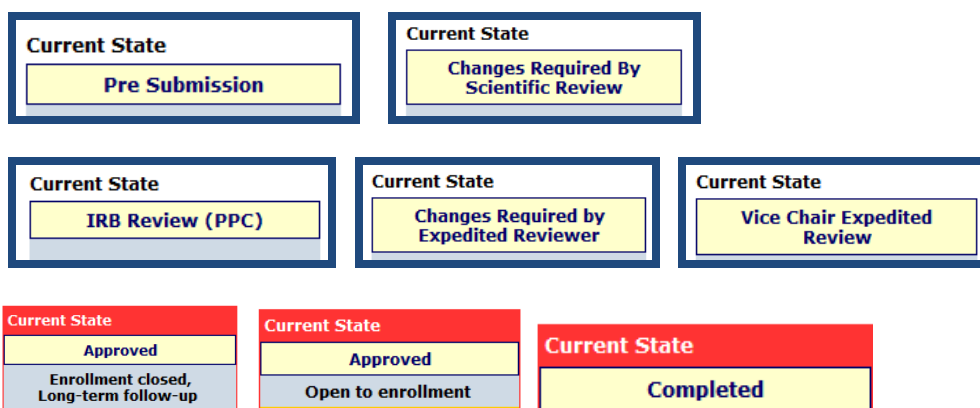 Current State
Pre Submission
Current State
Changes Required By
Scientific Review
Current State
IRB Review (PPC)
Current State
Changes Required by
Expedited Reviewer
Current State
Vice Chair Expedited
Review
Current State
Approved
Enrollment closed,
Long-term follow-up
Current State
Approved
Open to enrollment
Current State
Completed